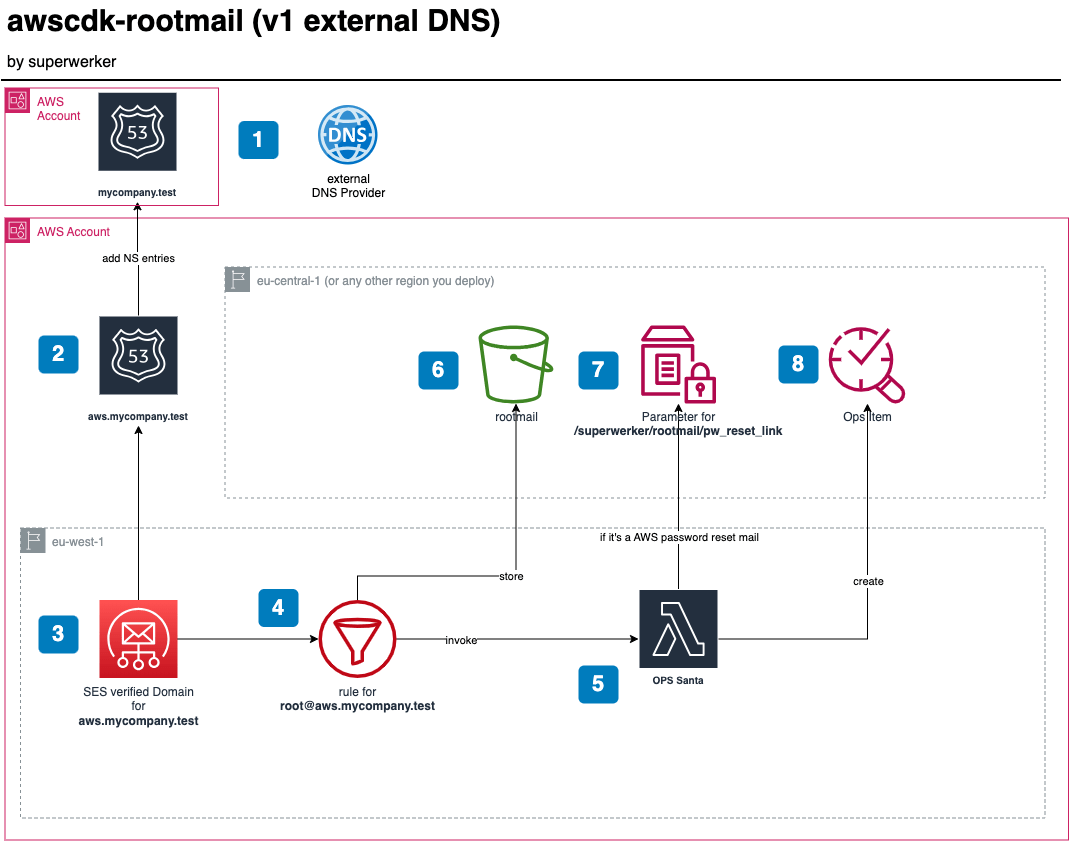 awscdk-rootmail (v1 external DNS)
by superwerker
AWS
Account
53
mycompany.test
1
DNS
external
DNS Provider
AWS Account
add NS entries
eu-central-1 (or any other region you deploy)
2
53
aws.mycompany.test
6
7
8
rootmail
Parameter for
/superwerker/rootmail/pw_reset_link
Ops Item
eu-west-1
if it's a AWS password reset mail
store
create
3
4
invoke
5
SES verified Domain
for
aws.mycompany.test
rule for
root@aws.mycompany.test
OPS Santa